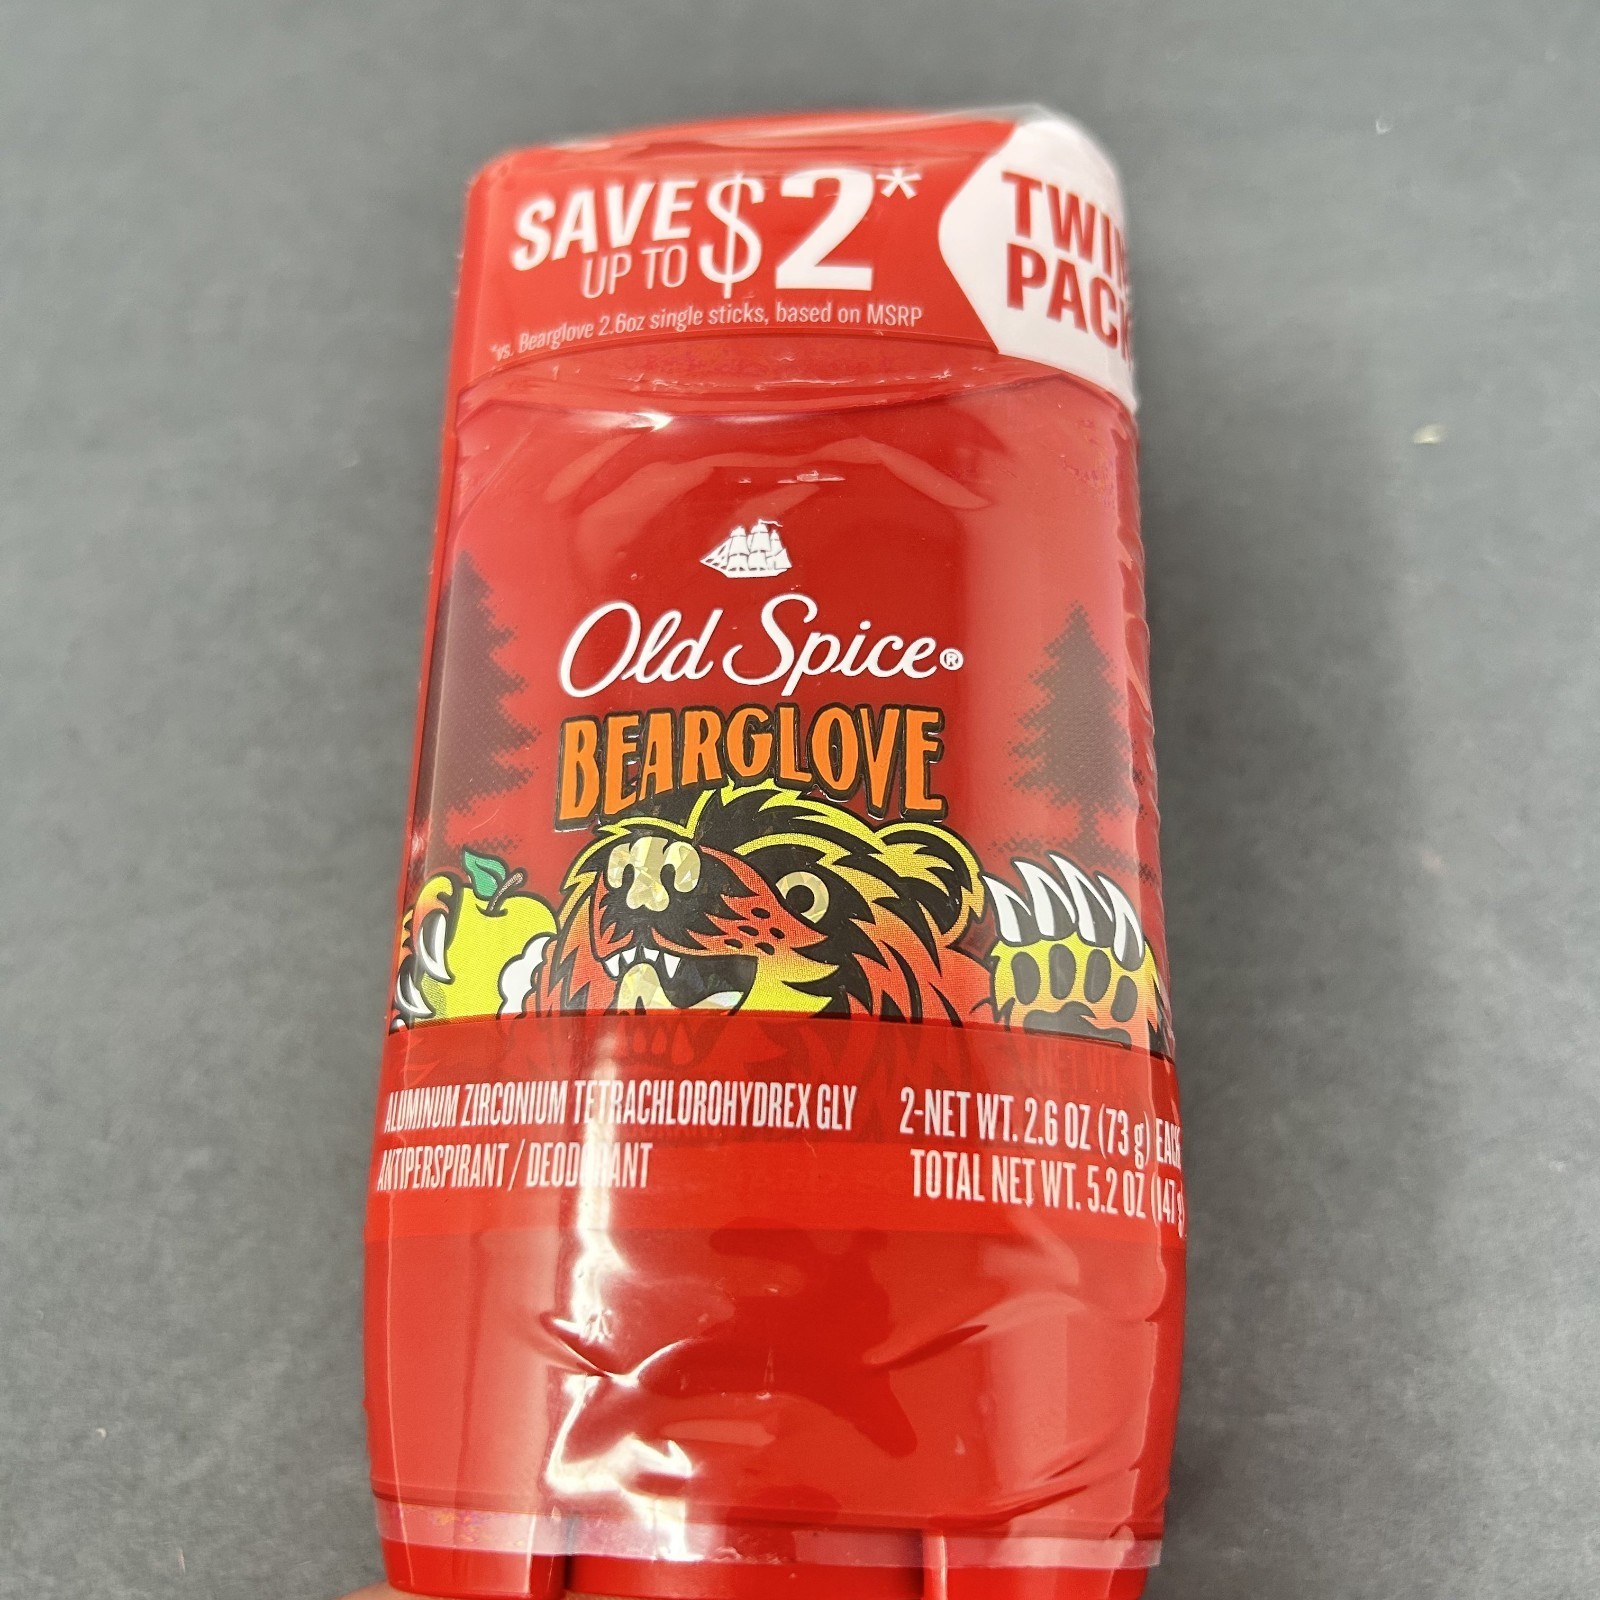 SAVE UP TO $2*
*vs. Bearglove 2.6oz single sticks, based on MSRP
TWIN
PACK
Old Spice®
BEARGLOVE
ALUMINUM ZIRCONIUM TETRACHLOROHYDREX GLY
ANTIPERSPIRANT / DEODORANT
2-NET WT. 2.6 OZ (73 g) EACH
TOTAL NET WT. 5.2 OZ (147 g)